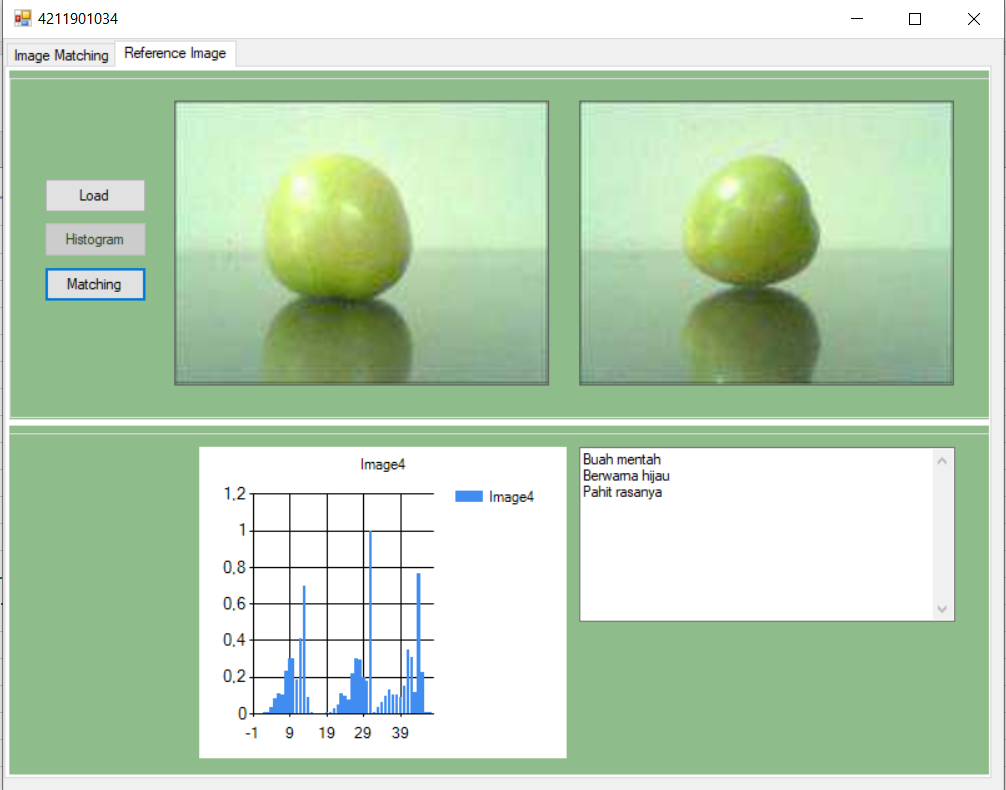 4211901034
Image Matching
Reference Image
Load
Histogram
Matching
Image4
1,2
1
0,8
0,6
0,4
0,2
0
-1 9 19 29 39
Image4
Buah mentah
Berwarna hijau
Pahit rasanya